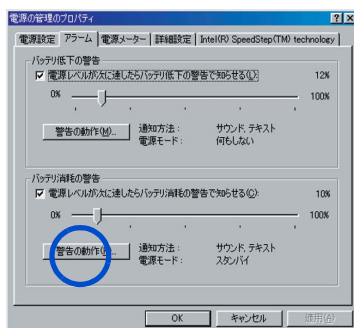 電源の管理のプロパティ
電源設定 アラーム 電源メーター 詳細設定 Intel(R) SpeedStep(TM) technology
バッテリ低下の警告
電源レベルが次に達したらバッテリ低下の警告で知らせる(L): 12%
0% 100%
警告の動作(M)... 通知方法: サウンド, テキスト
電源モード: 何もしない
バッテリ消耗の警告
電源レベルが次に達したらバッテリ消耗の警告で知らせる(C): 10%
0% 100%
警告の動作(R)... 通知方法: サウンド, テキスト
電源モード: スタンバイ
OK キャンセル 適用(A)